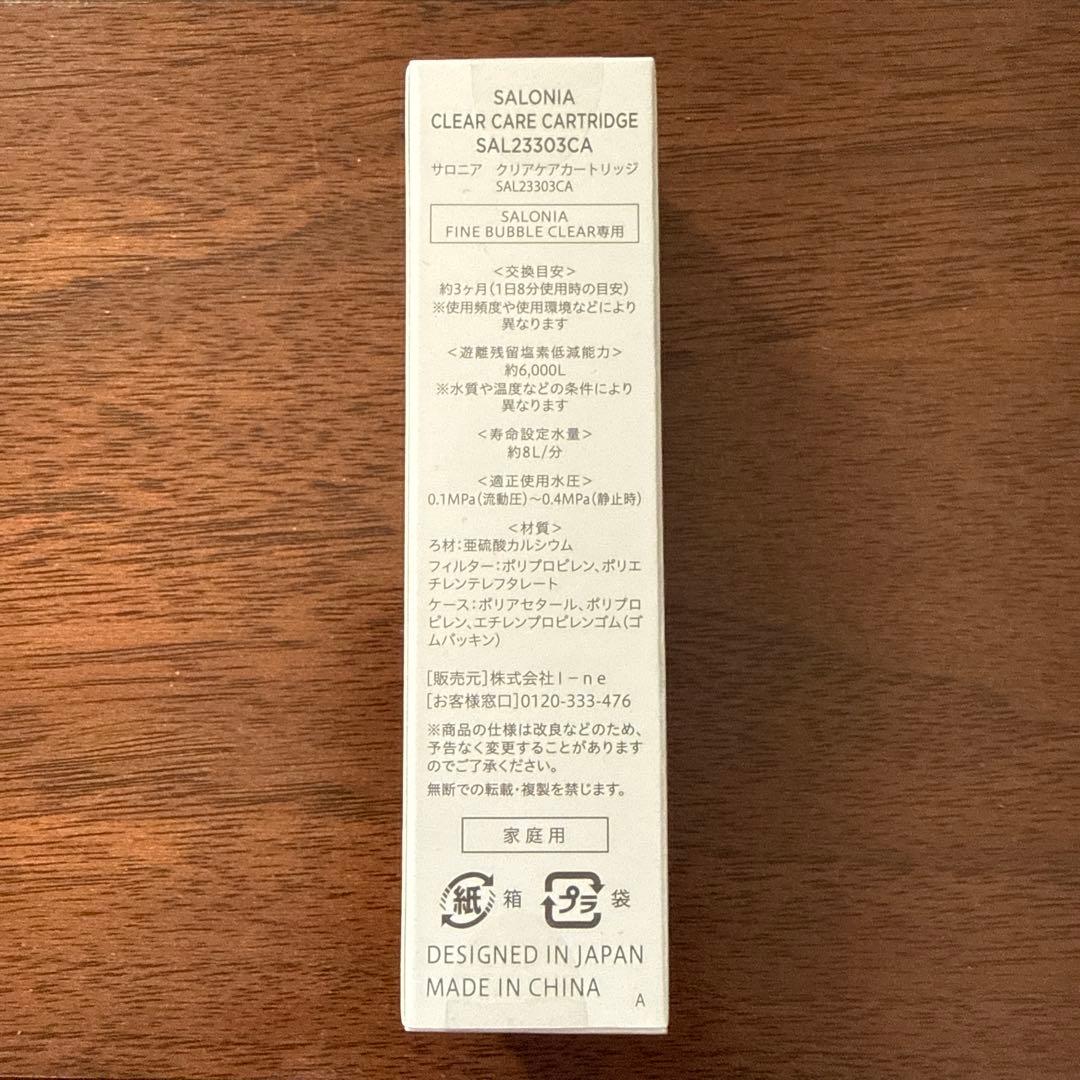 SALONIA
CLEAR CARE CARTRIDGE
SAL23303CA
サロニア　クリアケアカートリッジ
SAL23303CA
SALONIA
FINE BUBBLE CLEAR専用
＜交換目安＞
約3ヶ月（1日8分使用時の目安）
※使用頻度や使用環境などにより
異なります
＜遊離残留塩素低減能力＞
約6,000L
※水質や温度などの条件により
異なります
＜寿命設定水量＞
約8L/分
＜適正使用水圧＞
0.1MPa（流動圧）〜0.4MPa（静止時）
＜材質＞
ろ材：亜硫酸カルシウム
フィルター：ポリプロピレン、ポリエ
チレンテレフタレート
ケース：ポリアセタール、ポリプロ
ピレン、エチレンプロピレンゴム（ゴ
ムパッキン）
［販売元］株式会社I－ne
［お客様窓口］0120-333-476
※商品の仕様は改良などのため、
予告なく変更することがあります
のでご了承ください。
無断での転載・複製を禁じます。
家庭用
紙 箱 プラ 袋
DESIGNED IN JAPAN
MADE IN CHINA
A